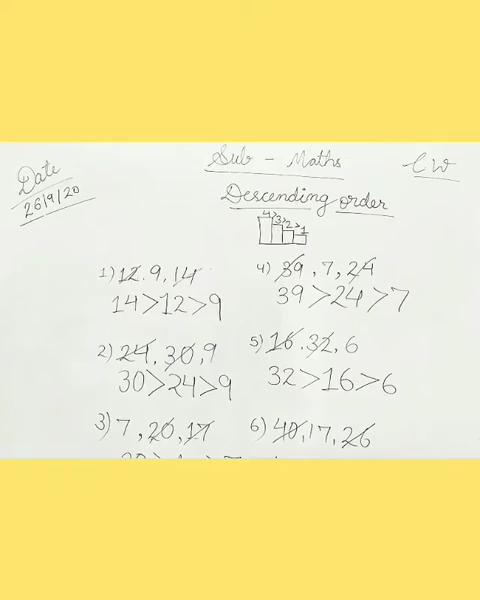 Sub - Maths
CW
Date
26/9/20
Descending order
4>3>2>1
1) 12, 9, 14
14>12>9
2) 24, 30, 9
30>24>9
3) 7, 20, 17
4) 39, 7, 24
39>24>7
5) 16, 32, 6
32>16>6
6) 40, 17, 26